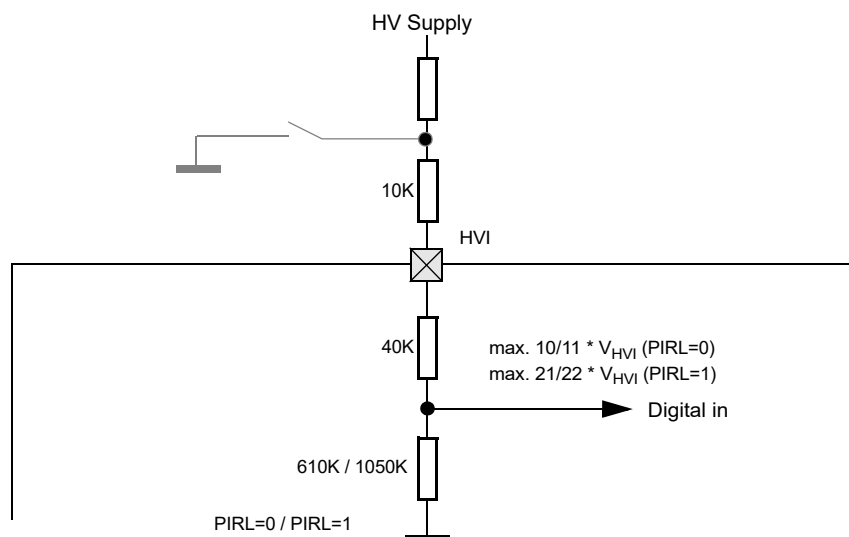 HV Supply
10K
HVI
40K
max. 10/11 * VHVI (PIRL=0)
max. 21/22 * VHVI (PIRL=1)
Digital in
610K / 1050K
PIRL=0 / PIRL=1